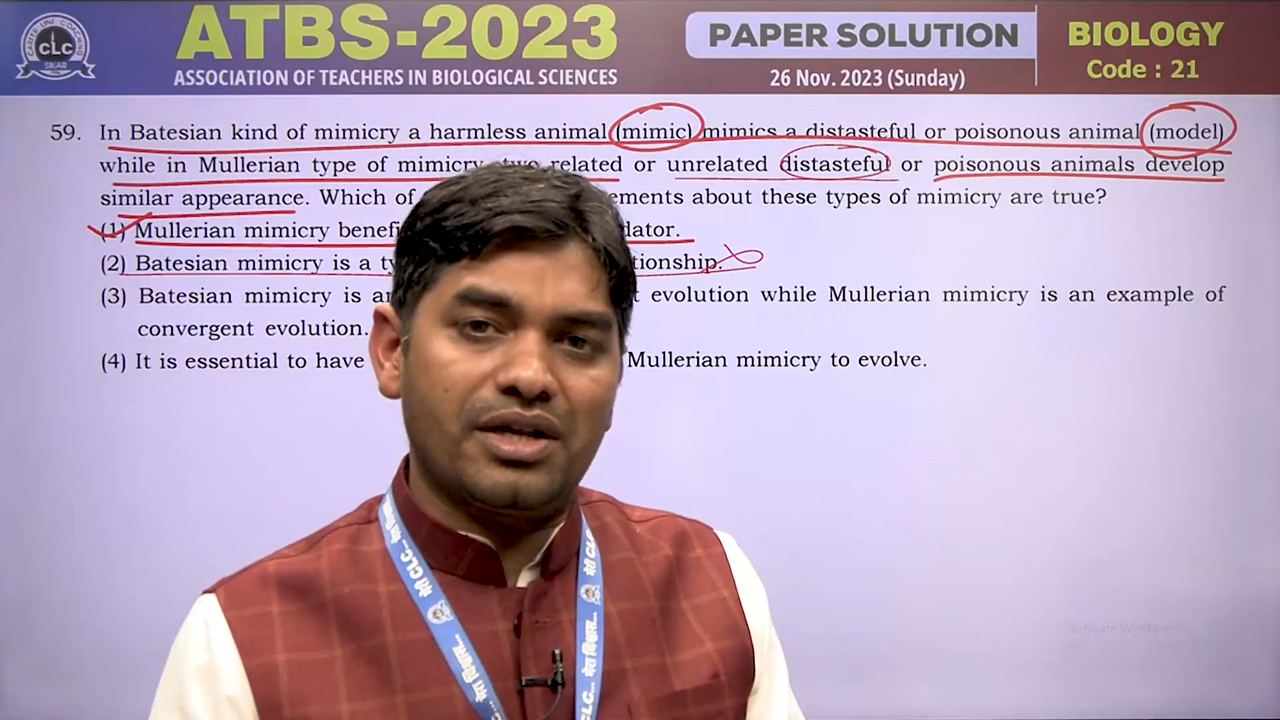 CLC
SIKAR
ATBS-2023
ASSOCIATION OF TEACHERS IN BIOLOGICAL SCIENCES
PAPER SOLUTION
26 Nov. 2023 (Sunday)
BIOLOGY
Code : 21
59. In Batesian kind of mimicry a harmless animal (mimic) mimics a distasteful or poisonous animal (model)
while in Mullerian type of mimicry two related or unrelated distasteful or poisonous animals develop
similar appearance. Which of ements about these types of mimicry are true?
(1) Mullerian mimicry benefi dator.
(2) Batesian mimicry is a ty tionship.
(3) Batesian mimicry is an t evolution while Mullerian mimicry is an example of
convergent evolution.
(4) It is essential to have Mullerian mimicry to evolve.
Activate Windows
CLC...
CLC...